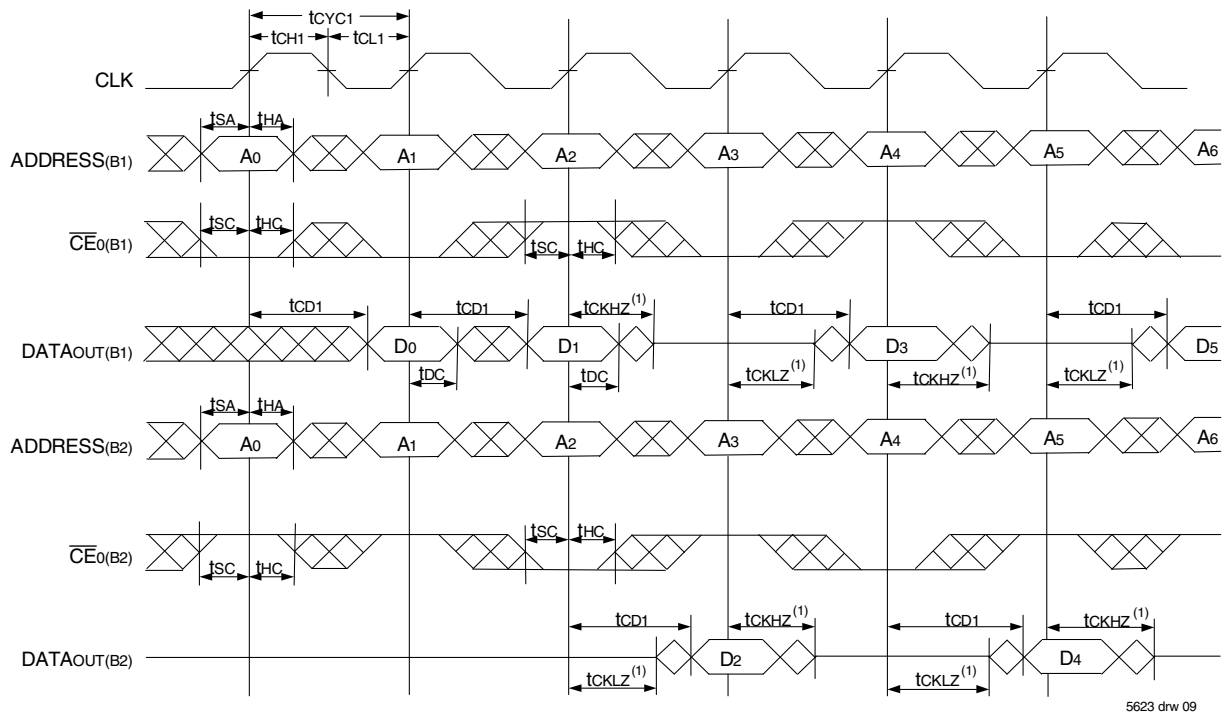 tCYC1
tCH1 tCL1
CLK
tSA tHA
ADDRESS(B1) A0 A1 A2 A3 A4 A5 A6
tSC tHC
CE0(B1)
tSC tHC
tCD1 tCD1 tCKHZ(1) tCD1 tCD1
DATAOUT(B1) D0 D1 D3 D5
tDC tDC tCKLZ(1) tCKHZ(1) tCKLZ(1)
tSA tHA
ADDRESS(B2) A0 A1 A2 A3 A4 A5 A6
tSC tHC
CE0(B2)
tSC tHC
tCD1 tCKHZ(1) tCD1 tCKHZ(1)
DATAOUT(B2) D2 D4
tCKLZ(1) tCKLZ(1)
5623 drw 09